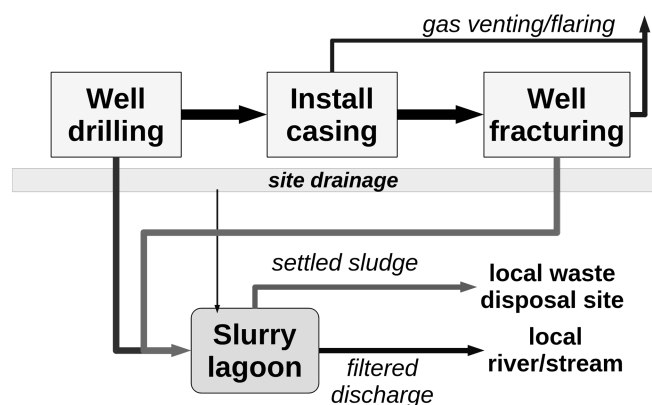 gas venting/flaring
Well
drilling
Install
casing
Well
fracturing
site drainage
settled sludge
local waste
disposal site
Slurry
lagoon
local
river/stream
filtered
discharge